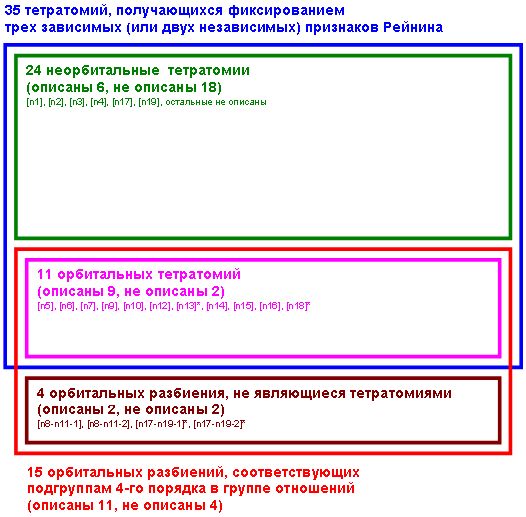 35 тетратомий, получающихся фиксированием
трех зависимых (или двух независимых) признаков Рейнина
24 неорбитальные тетратомии
(описаны 6, не описаны 18)
[n1], [n2], [n3], [n4], [n17], [n19], остальные не описаны
11 орбитальных тетратомий
(описаны 9, не описаны 2)
[n5], [n6], [n7], [n9], [n10], [n12], [n13]*, [n14], [n15], [n16], [n18]*
4 орбитальных разбиения, не являющиеся тетратомиями
(описаны 2, не описаны 2)
[n8-n11-1], [n8-n11-2], [n17-n19-1]*, [n17-n19-2]*
15 орбитальных разбиений, соответствующих
подгруппам 4-го порядка в группе отношений
(описаны 11, не описаны 4)